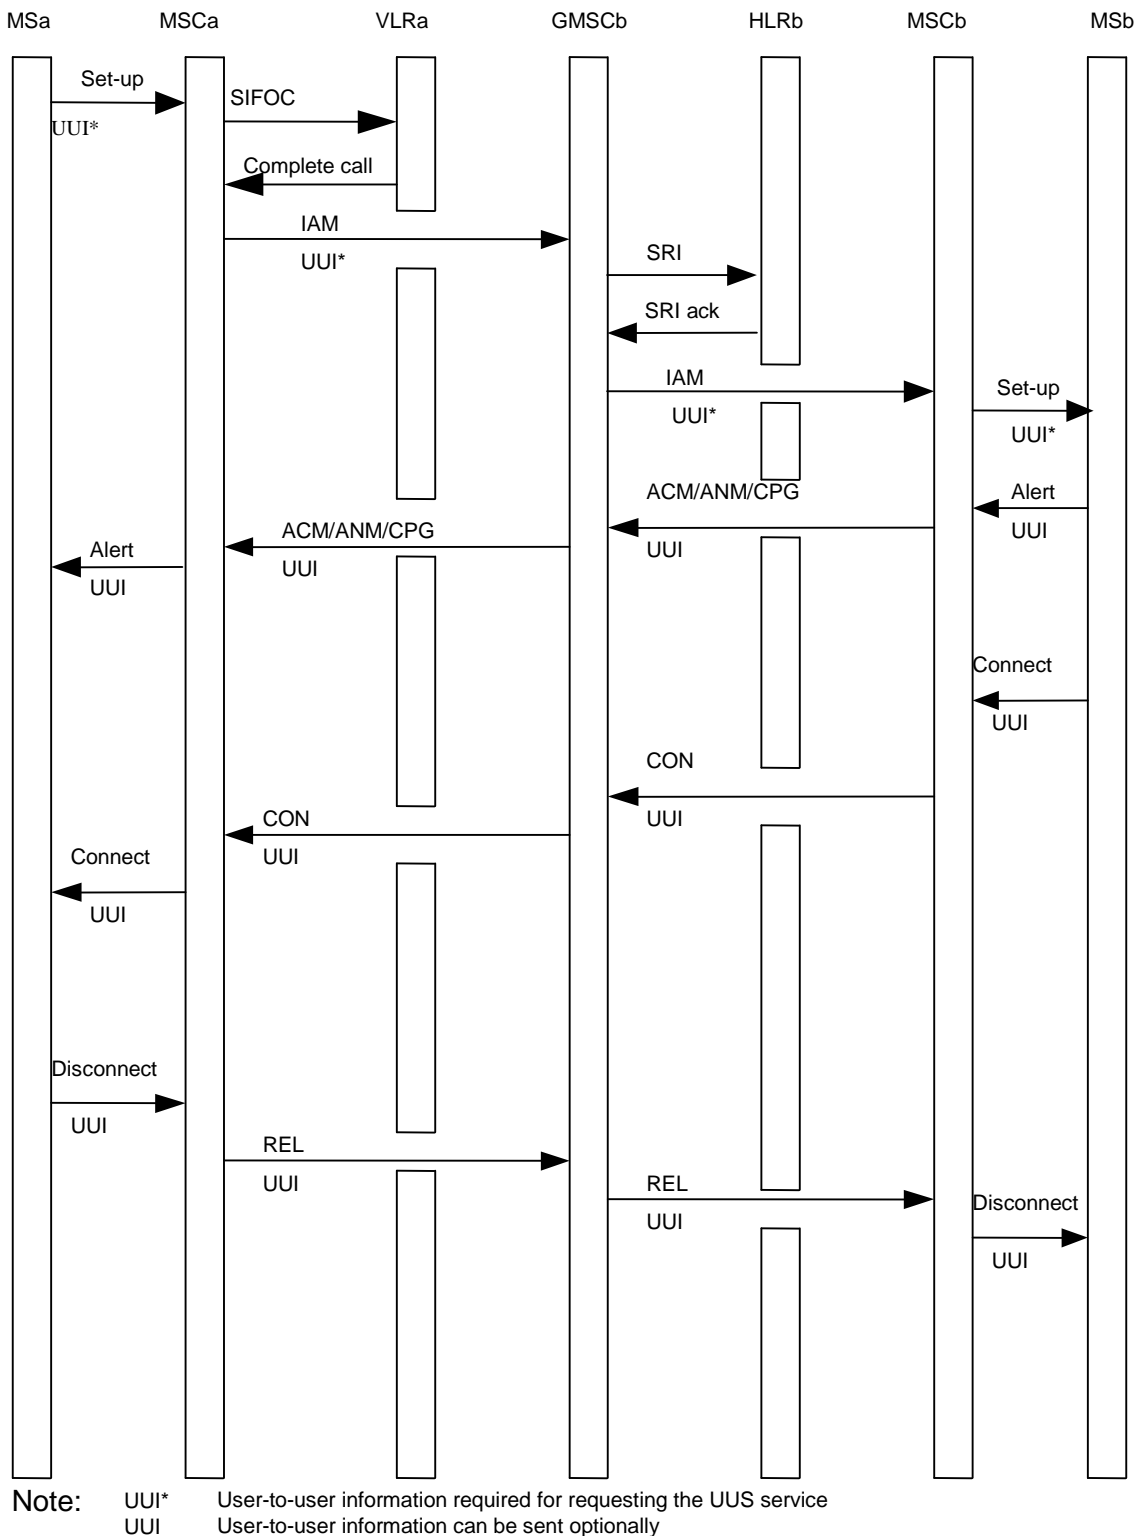 MSa MSCa VLRa GMSCb HLRb MSCb MSb
Set-up
UUI*
SIFOC
Complete call
IAM
UUI*
SRI
SRI ack
IAM
UUI*
Set-up
UUI*
Alert
UUI
ACM/ANM/CPG
UUI
ACM/ANM/CPG
UUI
Alert
UUI
Connect
UUI
CON
UUI
CON
UUI
Connect
UUI
Disconnect
UUI
REL
UUI
REL
UUI
Disconnect
UUI
Note: UUI* User-to-user information required for requesting the UUS service
UUI User-to-user information can be sent optionally